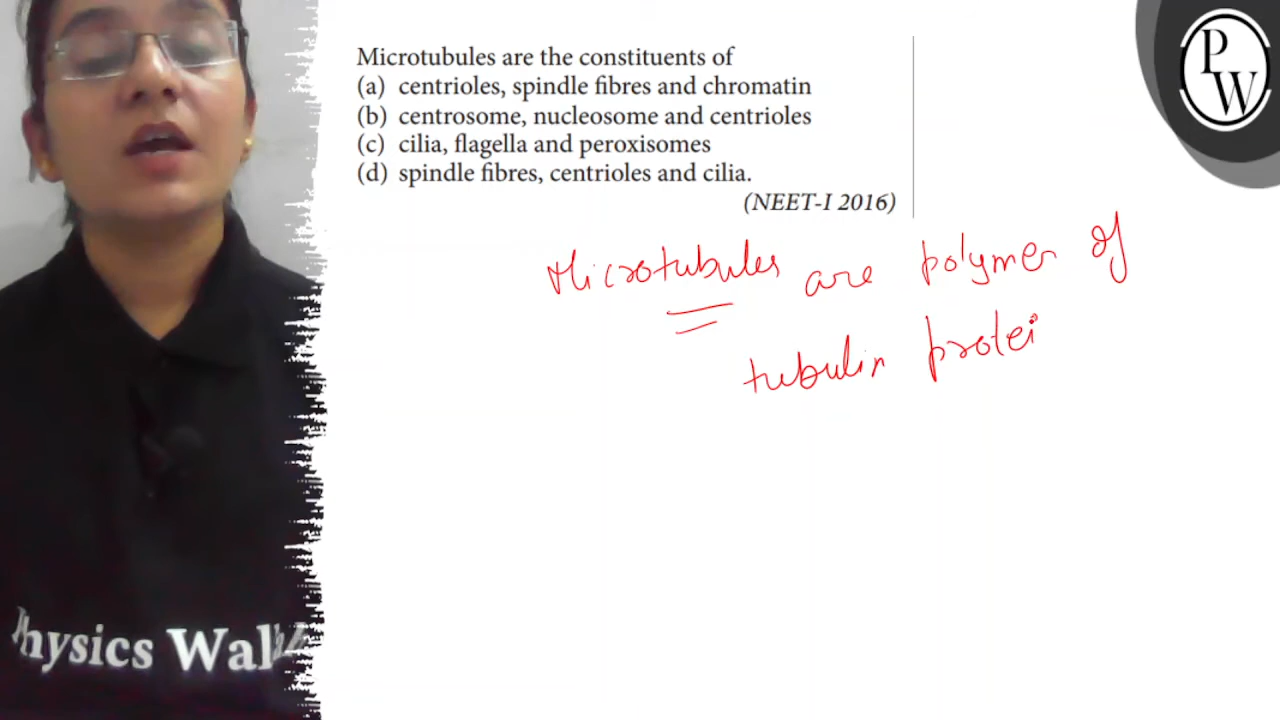 Microtubules are the constituents of
(a) centrioles, spindle fibres and chromatin
(b) centrosome, nucleosome and centrioles
(c) cilia, flagella and peroxisomes
(d) spindle fibres, centrioles and cilia.
(NEET-I 2016)
Microtubules are polymer of
tubulin protei
P
W
hysics Wal